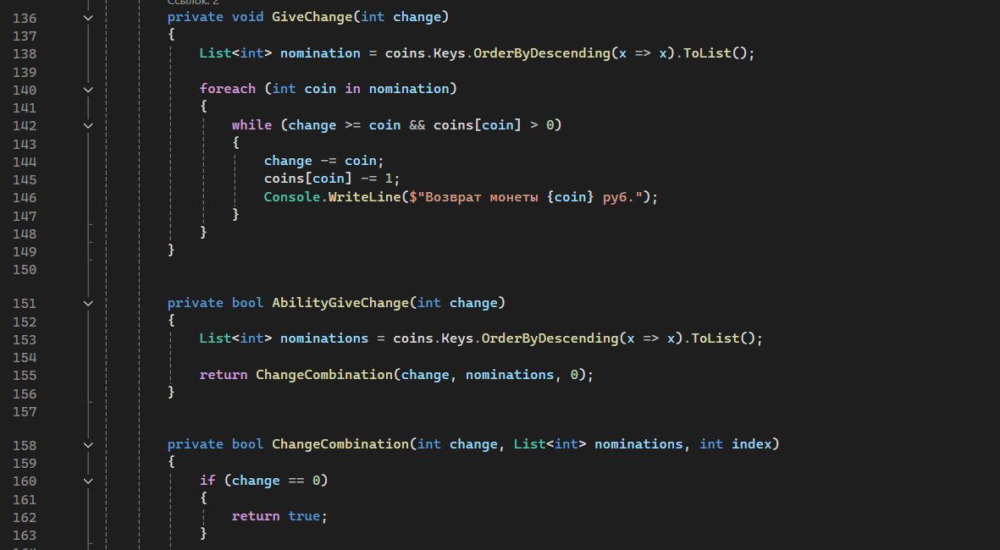 Ссылок: 2
136 private void GiveChange(int change)
137 {
138 List<int> nomination = coins.Keys.OrderByDescending(x => x).ToList();
139
140 foreach (int coin in nomination)
141 {
142 while (change >= coin && coins[coin] > 0)
143 {
144 change -= coin;
145 coins[coin] -= 1;
146 Console.WriteLine($"Возврат монеты {coin} руб.");
147 }
148 }
149 }
150
151 private bool AbilityGiveChange(int change)
152 {
153 List<int> nominations = coins.Keys.OrderByDescending(x => x).ToList();
154
155 return ChangeCombination(change, nominations, 0);
156 }
157
158 private bool ChangeCombination(int change, List<int> nominations, int index)
159 {
160 if (change == 0)
161 {
162 return true;
163 }